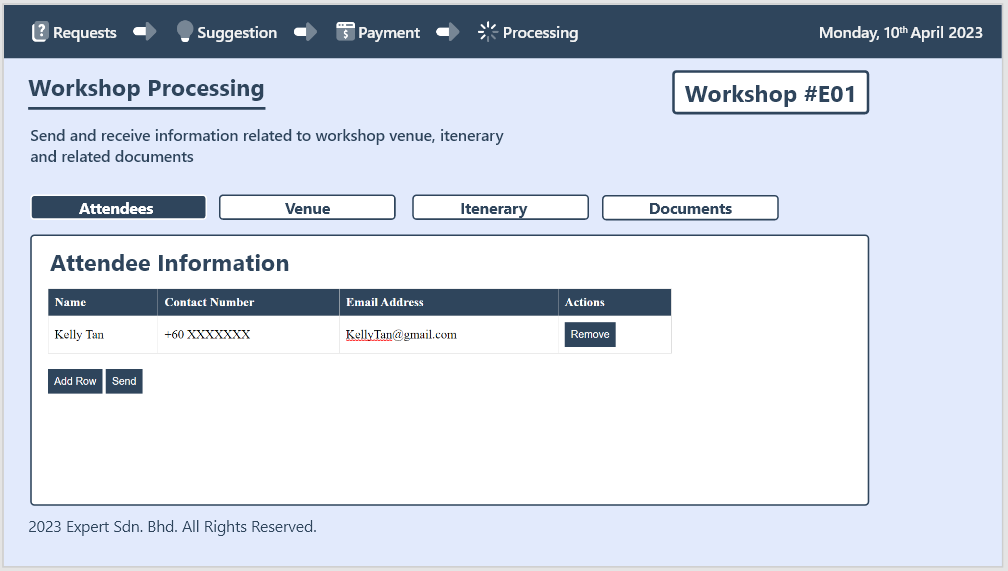 Requests Suggestion Payment Processing Monday, 10th April 2023
Workshop Processing
Workshop #E01
Send and receive information related to workshop venue, itenerary
and related documents
Attendees Venue Itenerary Documents
Attendee Information
Name Contact Number Email Address Actions
Kelly Tan +60 XXXXXXX KellyTan@gmail.com Remove
Add Row Send
2023 Expert Sdn. Bhd. All Rights Reserved.